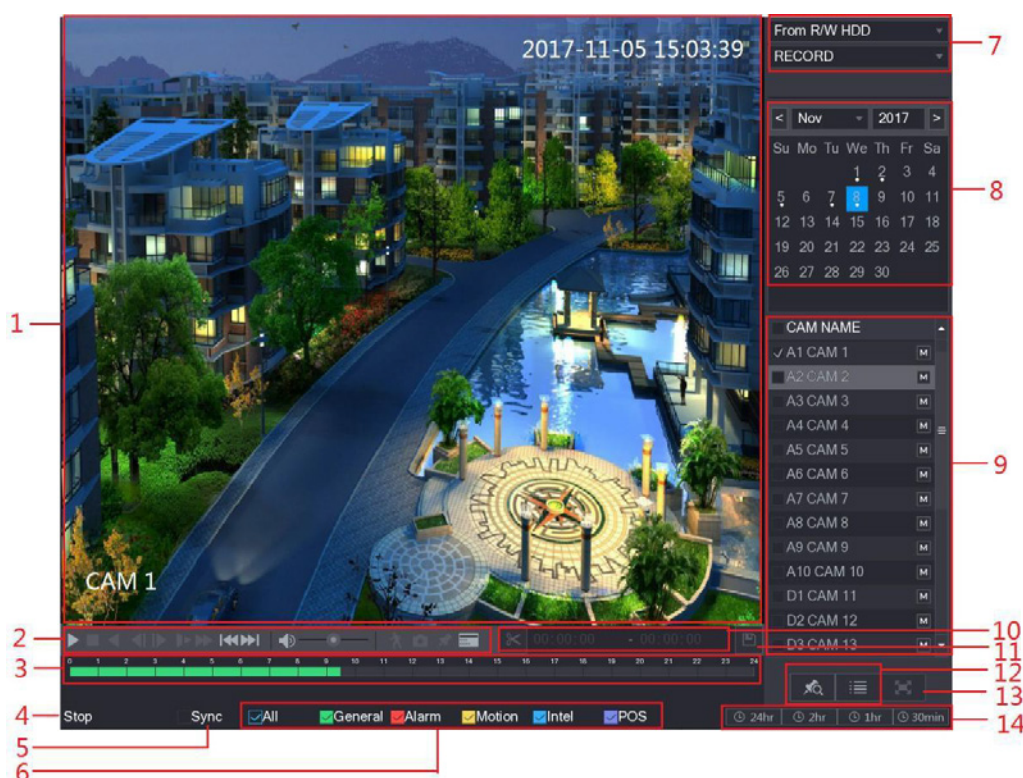 2017-11-05 15:03:39
CAM 1
From R/W HDD
RECORD
7
< Nov 2017 >
Su Mo Tu We Th Fr Sa
1 2 3 4
5 6 7 8 9 10 11
12 13 14 15 16 17 18
19 20 21 22 23 24 25
26 27 28 29 30
8
CAM NAME
A1 CAM 1 M
A2 CAM 2 M
A3 CAM 3 M
A4 CAM 4 M
A5 CAM 5 M
A6 CAM 6 M
A7 CAM 7 M
A8 CAM 8 M
A9 CAM 9 M
A10 CAM 10 M
D1 CAM 11 M
D2 CAM 12 M
D3 CAM 13 M
9
1
2
00:00:00 - 00:00:00
10
11
3
0 1 2 3 4 5 6 7 8 9 10 11 12 13 14 15 16 17 18 19 20 21 22 23 24
12
13
4
Stop Sync All General Alarm Motion Intel POS
24hr 2hr 1hr 30min
14
5
6